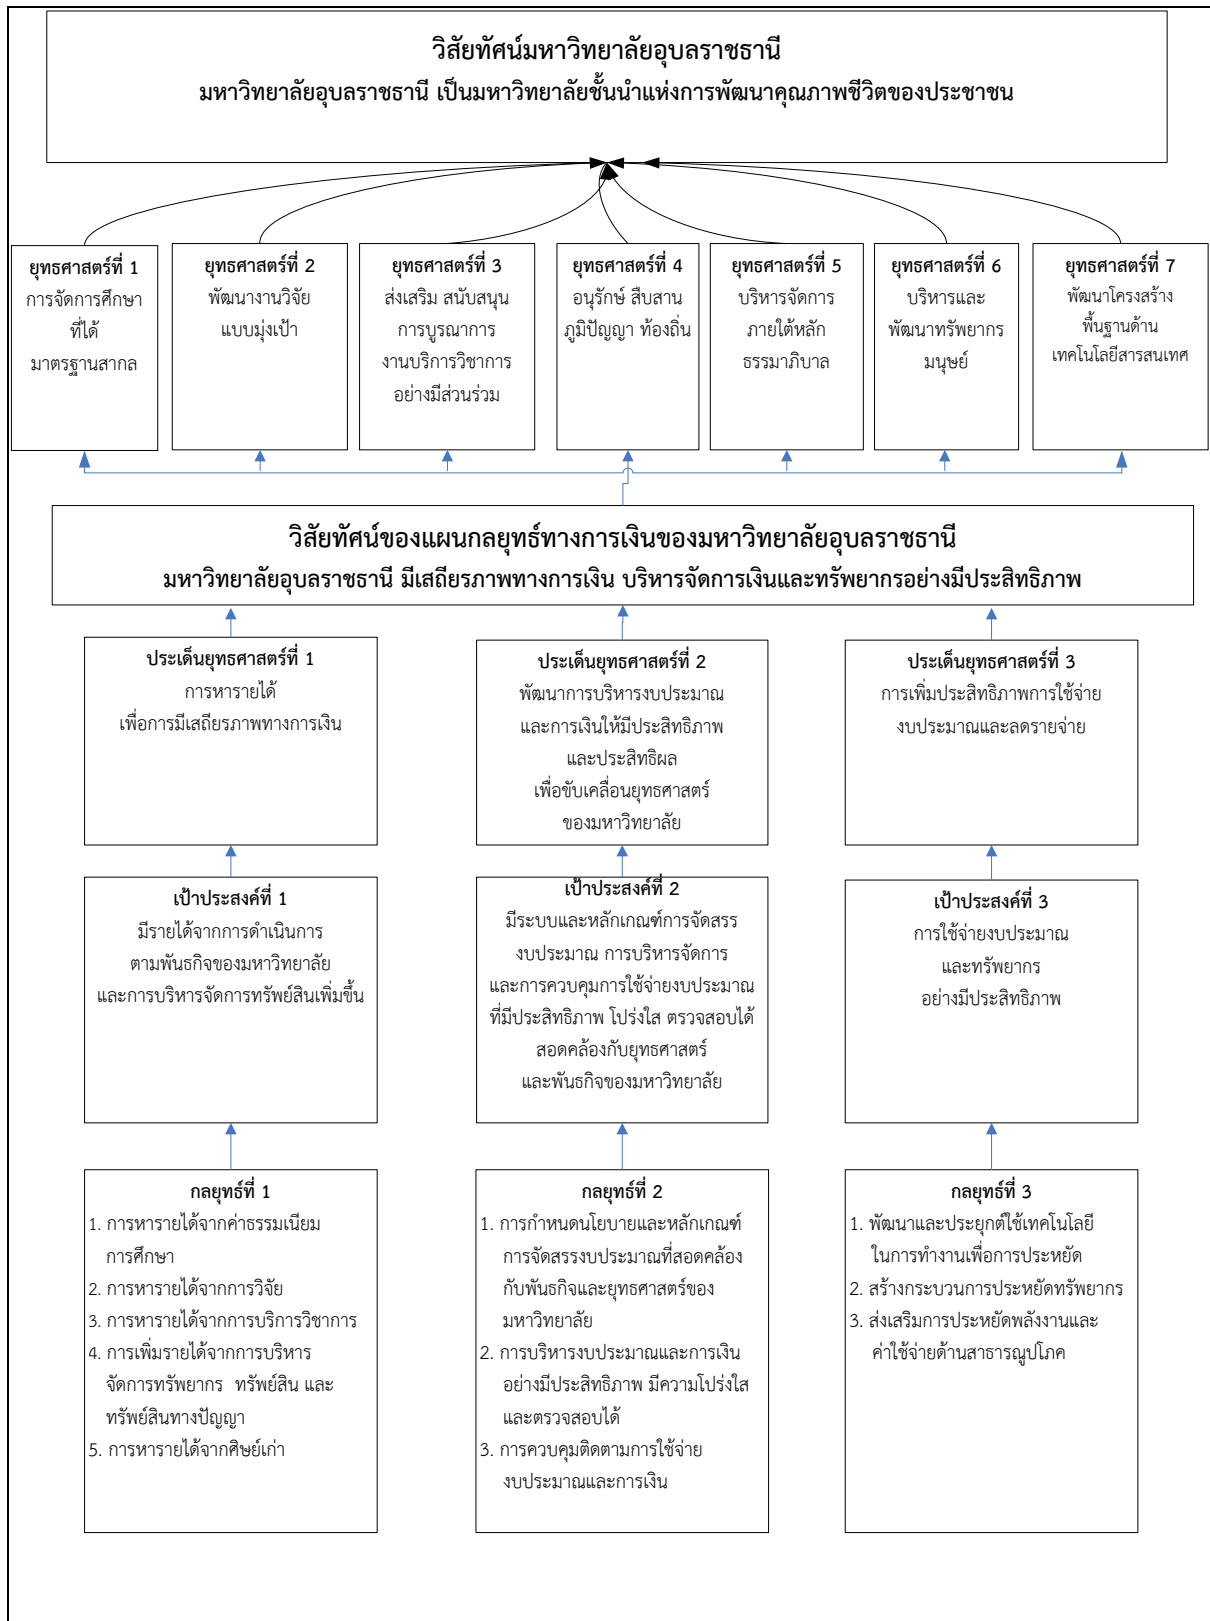 วิสัยทัศน์มหาวิทยาลัยอุบลราชธานี
มหาวิทยาลัยอุบลราชธานี เป็นมหาวิทยาลัยชั้นนำแห่งการพัฒนาคุณภาพชีวิตของประชาชน
ยุทธศาสตร์ที่ 1
การจัดการศึกษา
ที่ได้
มาตรฐานสากล
ยุทธศาสตร์ที่ 2
พัฒนางานวิจัย
แบบมุ่งเป้า
ยุทธศาสตร์ที่ 3
ส่งเสริม สนับสนุน
การบูรณาการ
งานบริการวิชาการ
อย่างมีส่วนร่วม
ยุทธศาสตร์ที่ 4
อนุรักษ์ สืบสาน
ภูมิปัญญา ท้องถิ่น
ยุทธศาสตร์ที่ 5
บริหารจัดการ
ภายใต้หลัก
ธรรมาภิบาล
ยุทธศาสตร์ที่ 6
บริหารและ
พัฒนาทรัพยากร
มนุษย์
ยุทธศาสตร์ที่ 7
พัฒนาโครงสร้าง
พื้นฐานด้าน
เทคโนโลยีสารสนเทศ
วิสัยทัศน์ของแผนกลยุทธ์ทางการเงินของมหาวิทยาลัยอุบลราชธานี
มหาวิทยาลัยอุบลราชธานี มีเสถียรภาพทางการเงิน บริหารจัดการเงินและทรัพยากรอย่างมีประสิทธิภาพ
ประเด็นยุทธศาสตร์ที่ 1
การหารายได้
เพื่อการมีเสถียรภาพทางการเงิน
ประเด็นยุทธศาสตร์ที่ 2
พัฒนาการบริหารงบประมาณ
และการเงินให้มีประสิทธิภาพ
และประสิทธิผล
เพื่อขับเคลื่อนยุทธศาสตร์
ของมหาวิทยาลัย
ประเด็นยุทธศาสตร์ที่ 3
การเพิ่มประสิทธิภาพการใช้จ่าย
งบประมาณและลดรายจ่าย
เป้าประสงค์ที่ 1
มีรายได้จากการดำเนินการ
ตามพันธกิจของมหาวิทยาลัย
และการบริหารจัดการทรัพย์สินเพิ่มขึ้น
เป้าประสงค์ที่ 2
มีระบบและหลักเกณฑ์การจัดสรร
งบประมาณ การบริหารจัดการ
และการควบคุมการใช้จ่ายงบประมาณ
ที่มีประสิทธิภาพ โปร่งใส ตรวจสอบได้
สอดคล้องกับยุทธศาสตร์
และพันธกิจของมหาวิทยาลัย
เป้าประสงค์ที่ 3
การใช้จ่ายงบประมาณ
และทรัพยากร
อย่างมีประสิทธิภาพ
กลยุทธ์ที่ 1
1. การหารายได้จากค่าธรรมเนียม
การศึกษา
2. การหารายได้จากการวิจัย
3. การหารายได้จากการบริการวิชาการ
4. การเพิ่มรายได้จากการบริหาร
จัดการทรัพยากร ทรัพย์สิน และ
ทรัพย์สินทางปัญญา
5. การหารายได้จากศิษย์เก่า
กลยุทธ์ที่ 2
1. การกำหนดนโยบายและหลักเกณฑ์
การจัดสรรงบประมาณที่สอดคล้อง
กับพันธกิจและยุทธศาสตร์ของ
มหาวิทยาลัย
2. การบริหารงบประมาณและการเงิน
อย่างมีประสิทธิภาพ มีความโปร่งใส
และตรวจสอบได้
3. การควบคุมติดตามการใช้จ่าย
งบประมาณและการเงิน
กลยุทธ์ที่ 3
1. พัฒนาและประยุกต์ใช้เทคโนโลยี
ในการทำงานเพื่อการประหยัด
2. สร้างกระบวนการประหยัดทรัพยากร
3. ส่งเสริมการประหยัดพลังงานและ
ค่าใช้จ่ายด้านสาธารณูปโภค